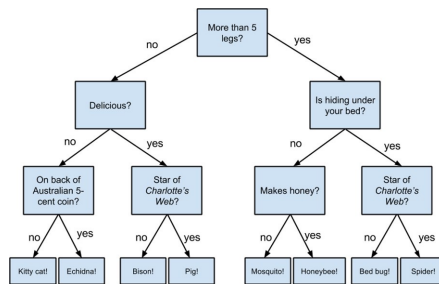 More than 5
legs?
no
yes
Delicious?
Is hiding under
your bed?
no
yes
no
yes
On back of
Australian 5-
cent coin?
Star of
Charlotte's
Web?
Makes honey?
Star of
Charlotte's
Web?
no
yes
no
yes
no
yes
no
yes
Kitty cat!
Echidna!
Bison!
Pig!
Mosquito!
Honeybee!
Bed bug!
Spider!